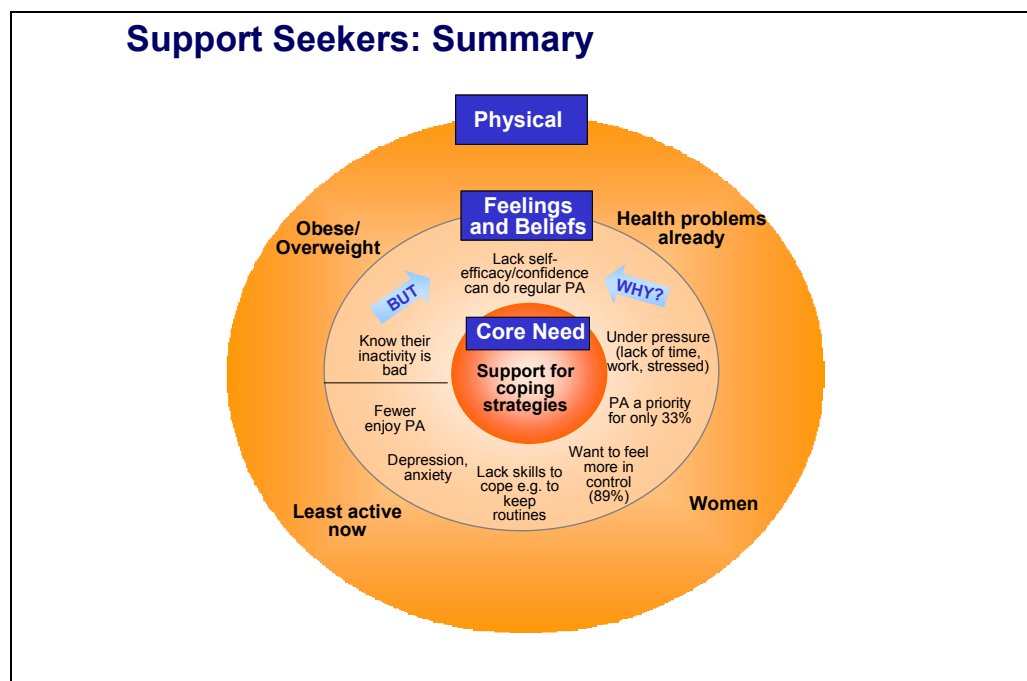 Support Seekers: Summary
Physical
Obese/
Overweight
Health problems
already
Feelings
and Beliefs
Lack self-
efficacy/confidence
can do regular PA
BUT
WHY?
Know their
inactivity is
bad
Core Need
Support for
coping
strategies
Under pressure
(lack of time,
work, stressed)
Fewer
enjoy PA
PA a priority
for only 33%
Depression,
anxiety
Lack skills to
cope e.g. to
keep
routines
Want to feel
more in
control
(89%)
Least active
now
Women